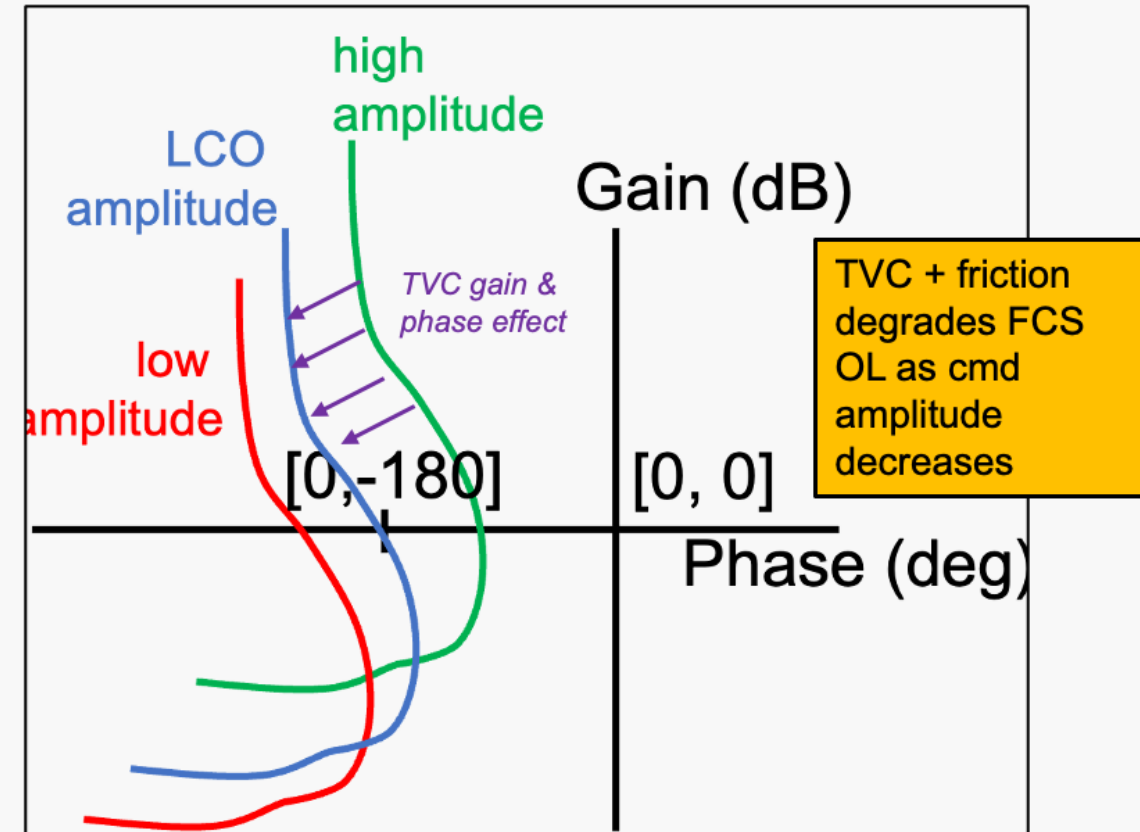 high
amplitude
LCO
amplitude
Gain (dB)
TVC gain &
phase effect
TVC + friction
degrades FCS
OL as cmd
amplitude
decreases
low
amplitude
[0,-180]
[0, 0]
Phase (deg)